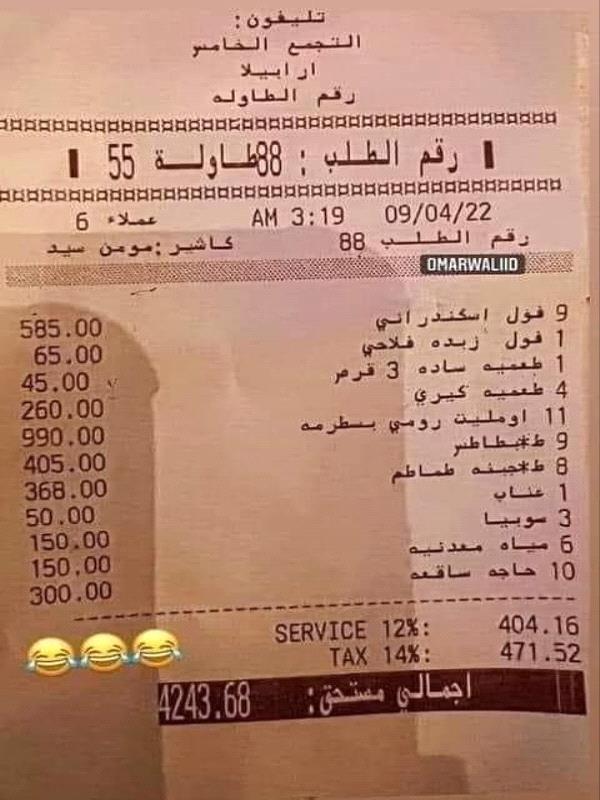 تليفون:
التجمع الخامس
ارابيلا
رقم الطاوله
رقم الطلب : 88 طاولة 55
09/04/22 AM 3:19 عملاء 6
رقم الطلب 88 كاشير :مومن سيد
OMARWALIID
9 فول اسكندراني 585.00
1 فول زبده فلاحي 65.00
1 طعميه ساده 3 قرص 45.00
4 طعميه كيري 260.00
11 اومليت رومي بسطرمه 990.00
9 ط*بطاطس 405.00
8 ط*جبنه طماطم 368.00
1 عناب 50.00
3 سوبيا 150.00
6 مياه معدنيه 150.00
10 حاجه ساقعه 300.00
SERVICE 12%: 404.16
TAX 14%: 471.52
اجمالي مستحق: 4243.68